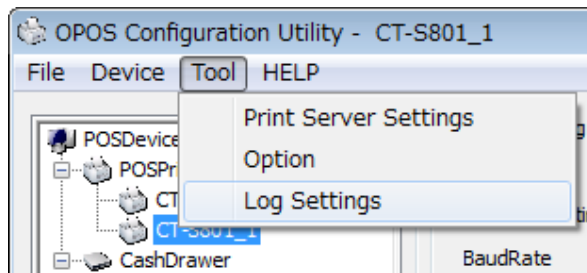 OPOS Configuration Utility - CT-S801_1
File Device Tool HELP
Print Server Settings
Option
Log Settings
POSDevice
POSPr
CT
CT-S801_1
CashDrawer
BaudRate